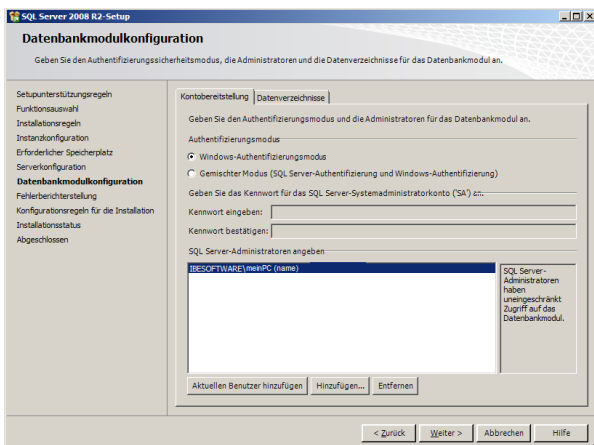 SQL Server 2008 R2-Setup
Datenbankmodulkonfiguration
Geben Sie den Authentifizierungssicherheitsmodus, die Administratoren und die Datenverzeichnisse für das Datenbankmodul an.
Setupunterstützungsregeln
Funktionsauswahl
Installationsregeln
Instanzkonfiguration
Erforderlicher Speicherplatz
Serverkonfiguration
Datenbankmodulkonfiguration
Fehlerberichterstellung
Konfigurationsregeln für die Installation
Installationsstatus
Abgeschlossen
Kontobereitstellung Datenverzeichnisse
Geben Sie den Authentifizierungsmodus und die Administratoren für das Datenbankmodul an.
Authentifizierungsmodus
Windows-Authentifizierungsmodus
Gemischter Modus (SQL Server-Authentifizierung und Windows-Authentifizierung)
Geben Sie das Kennwort für das SQL Server-Systemadministratorkonto ('SA') an.
Kennwort eingeben:
Kennwort bestätigen:
SQL Server-Administratoren angeben
IBESOFTWARE\meinPC (name)
SQL Server-
Administratoren
haben
uneingeschränkt
Zugriff auf das
Datenbankmodul.
Aktuellen Benutzer hinzufügen Hinzufügen... Entfernen
< Zurück Weiter > Abbrechen Hilfe